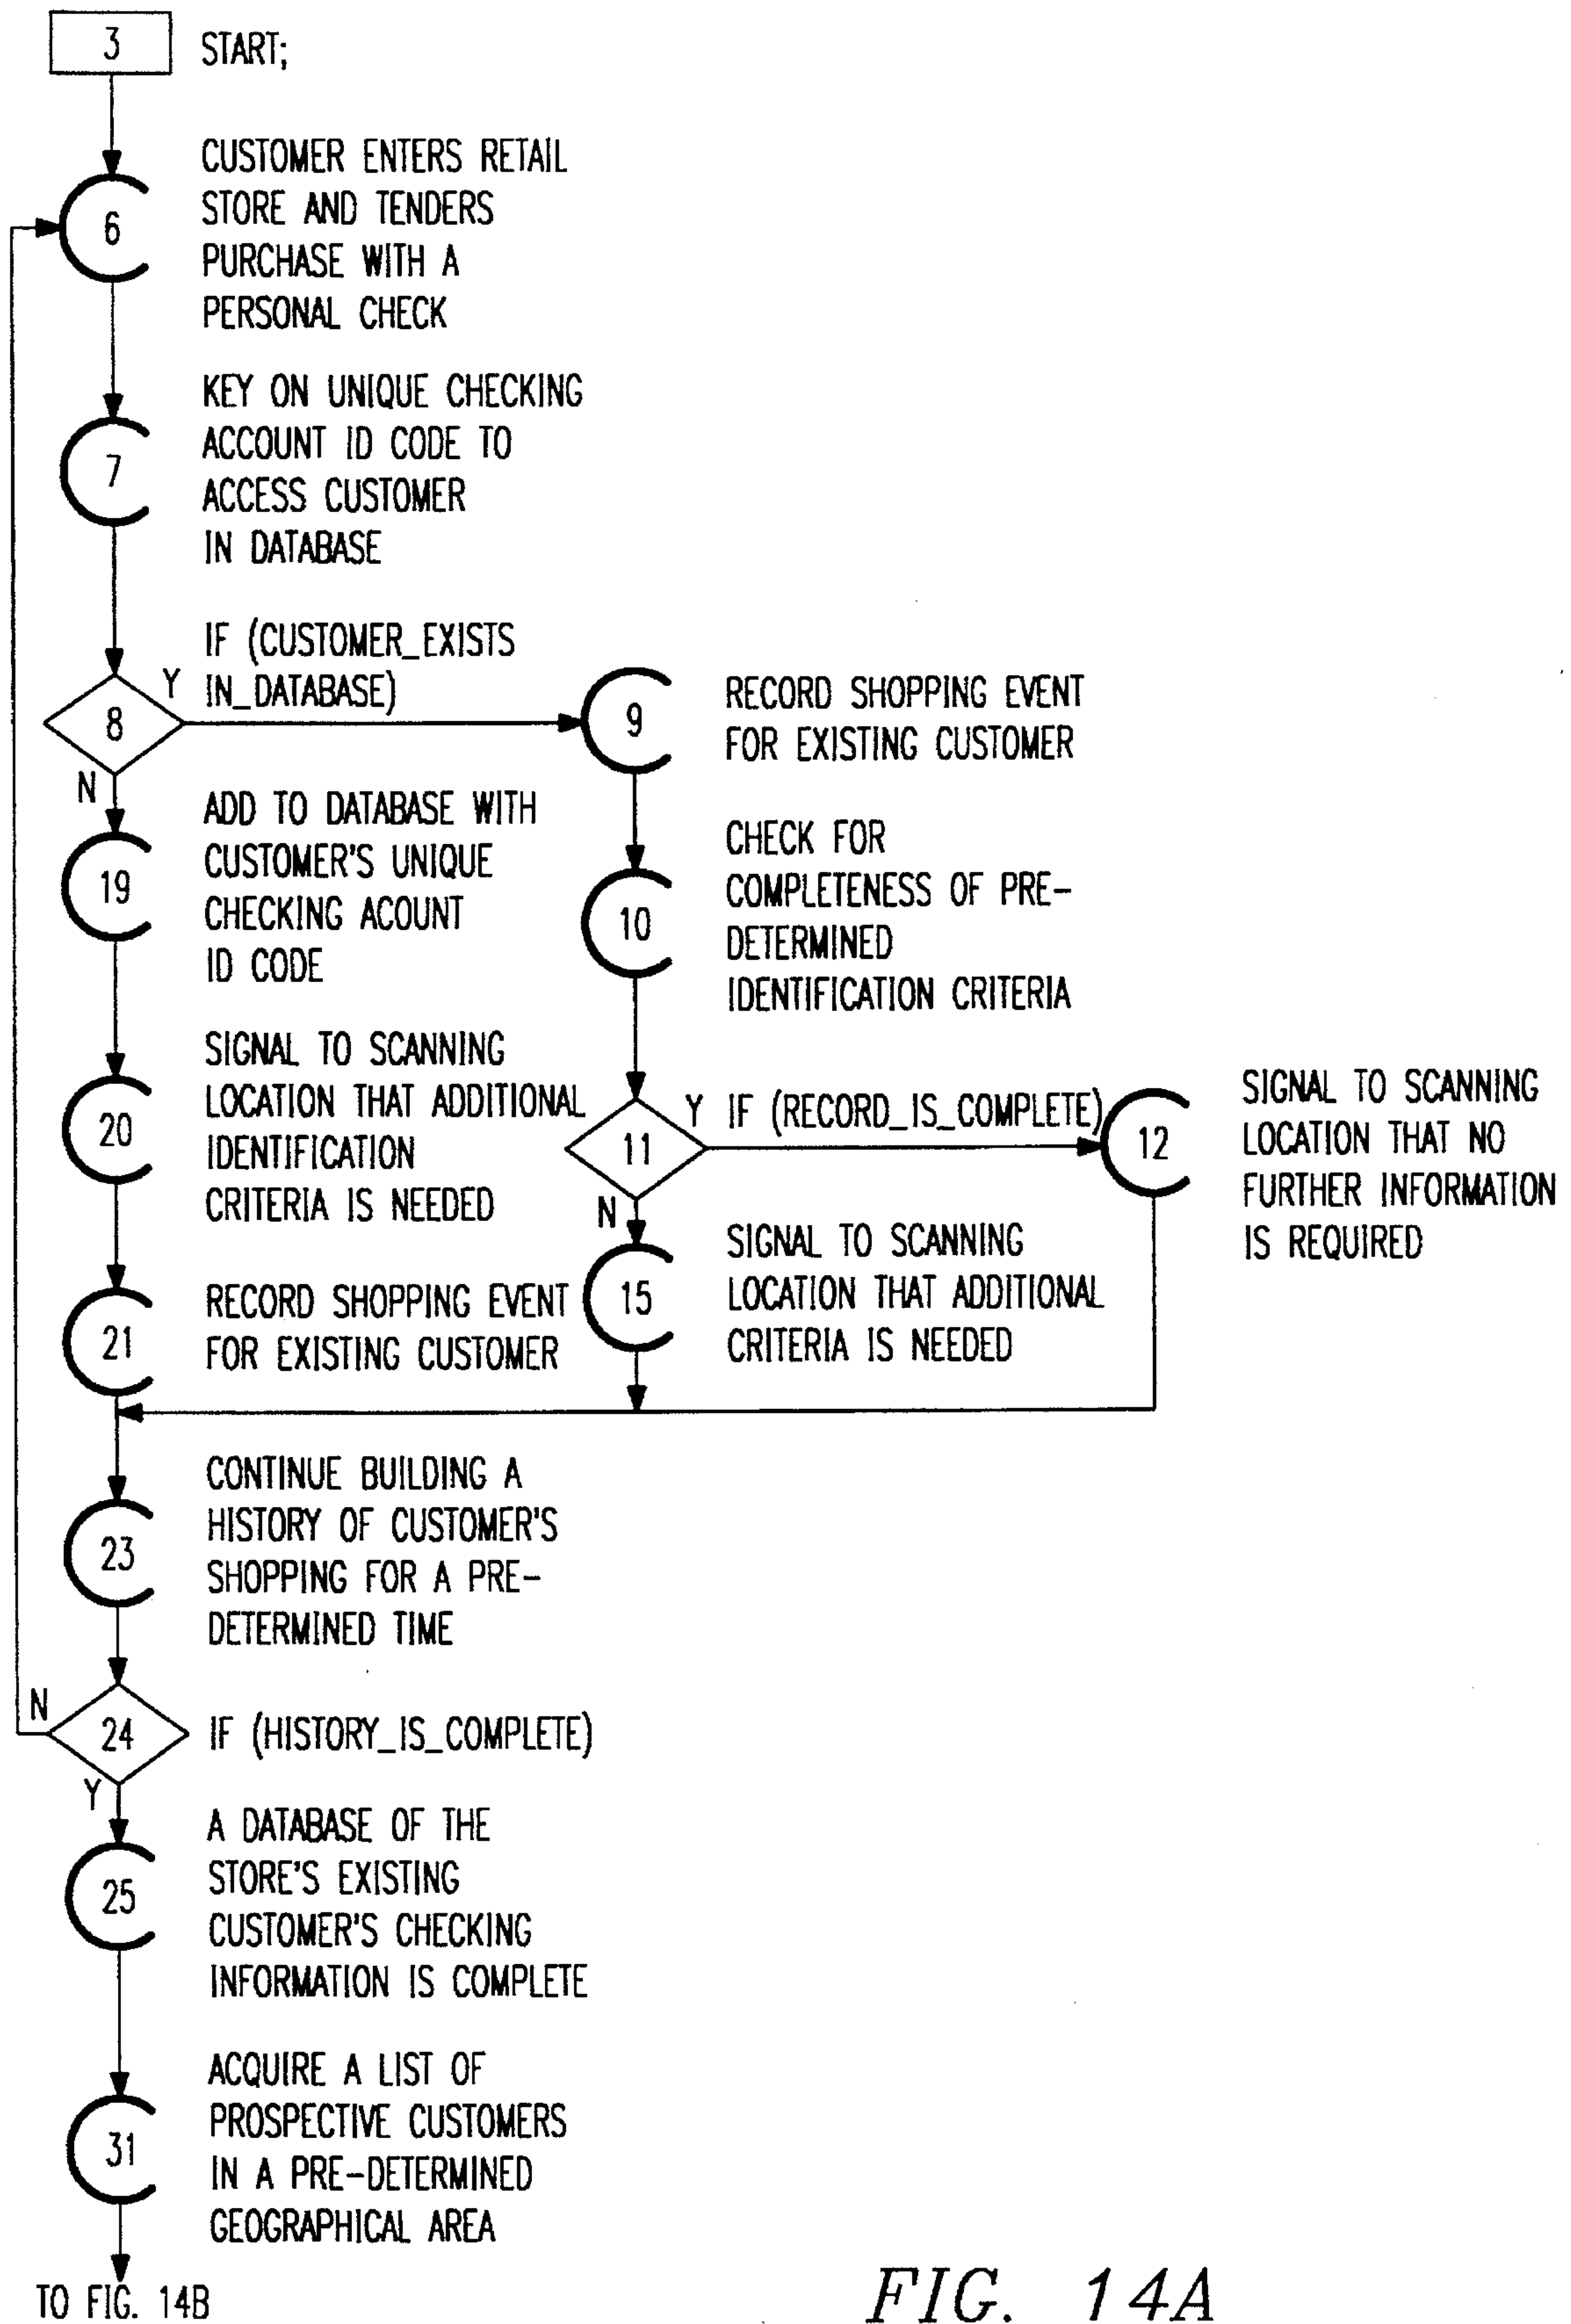 3 START;
CUSTOMER ENTERS RETAIL
STORE AND TENDERS
6
PURCHASE WITH A
PERSONAL CHECK
KEY ON UNIQUE CHECKING
ACCOUNT ID CODE TO
7
ACCESS CUSTOMER
IN DATABASE
IF (CUSTOMER_EXISTS
Y IN_DATABASE)
8
N
9
RECORD SHOPPING EVENT
FOR EXISTING CUSTOMER
ADD TO DATABASE WITH
CUSTOMER'S UNIQUE
19
CHECKING ACOUNT
ID CODE
CHECK FOR
COMPLETENESS OF PRE-
10
DETERMINED
IDENTIFICATION CRITERIA
SIGNAL TO SCANNING
LOCATION THAT ADDITIONAL
20
IDENTIFICATION
CRITERIA IS NEEDED
Y IF (RECORD_IS_COMPLETE)
11
N
12
SIGNAL TO SCANNING
LOCATION THAT NO
FURTHER INFORMATION
IS REQUIRED
21
RECORD SHOPPING EVENT
FOR EXISTING CUSTOMER
15
SIGNAL TO SCANNING
LOCATION THAT ADDITIONAL
CRITERIA IS NEEDED
CONTINUE BUILDING A
HISTORY OF CUSTOMER'S
23
SHOPPING FOR A PRE-
DETERMINED TIME
N
24 IF (HISTORY_IS_COMPLETE)
Y
A DATABASE OF THE
STORE'S EXISTING
25
CUSTOMER'S CHECKING
INFORMATION IS COMPLETE
ACQUIRE A LIST OF
PROSPECTIVE CUSTOMERS
31
IN A PRE-DETERMINED
GEOGRAPHICAL AREA
TO FIG. 14B
FIG. 14A